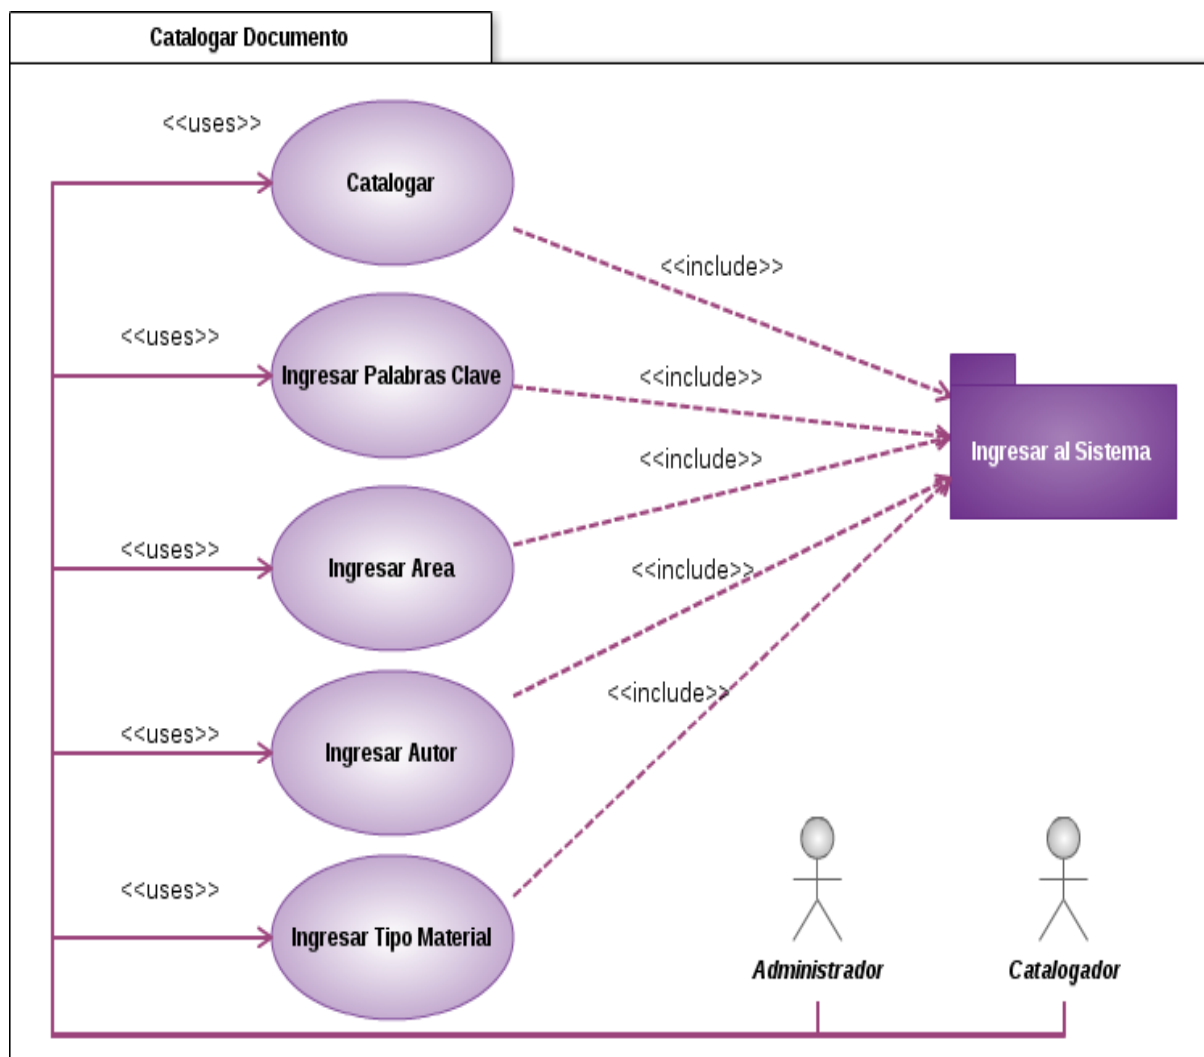 Catalogar Documento
<<uses>>
Catalogar
<<include>>
<<uses>>
Ingresar Palabras Clave
<<include>>
Ingresar al Sistema
<<include>>
<<uses>>
Ingresar Area
<<include>>
<<uses>>
Ingresar Autor
<<include>>
<<uses>>
Ingresar Tipo Material
Administrador
Catalogador